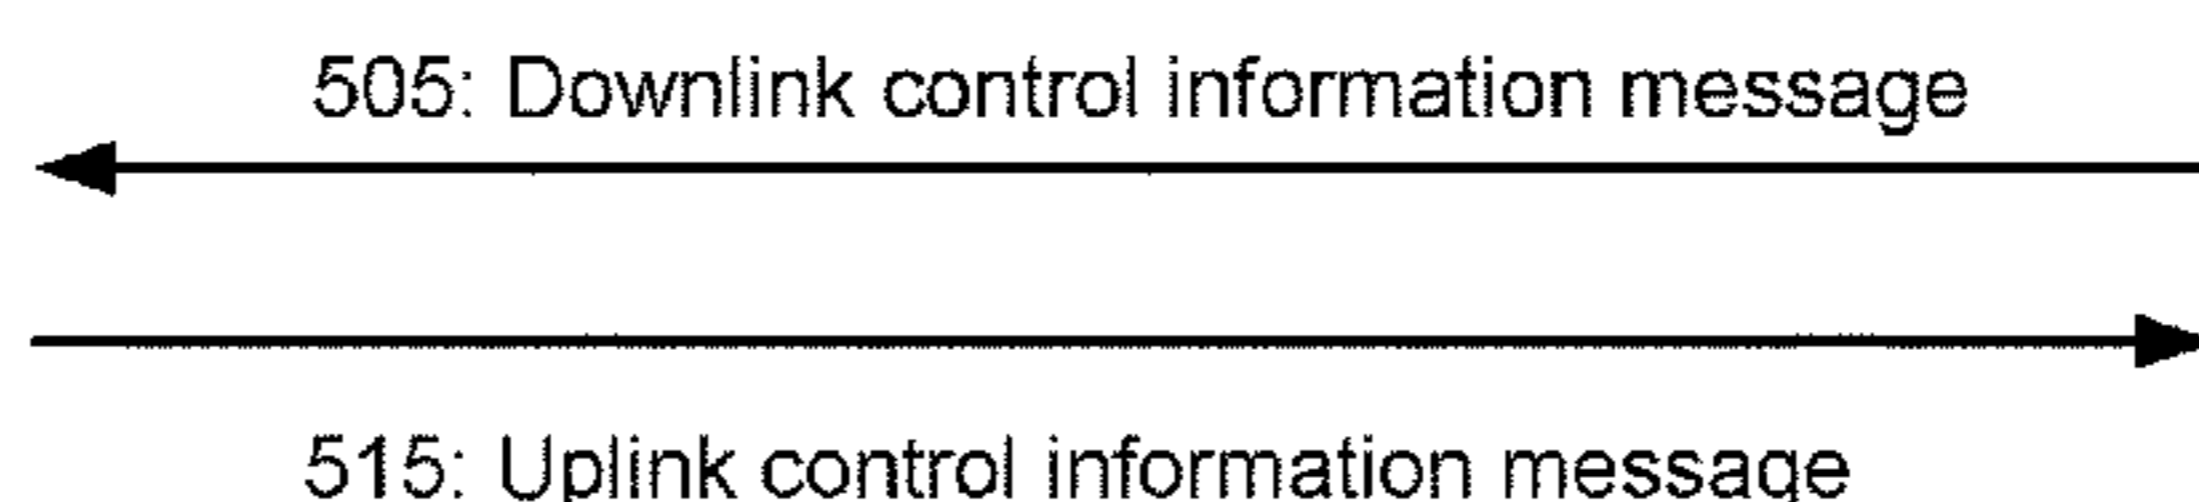 505: Downlink control information message
515: Uplink control information message